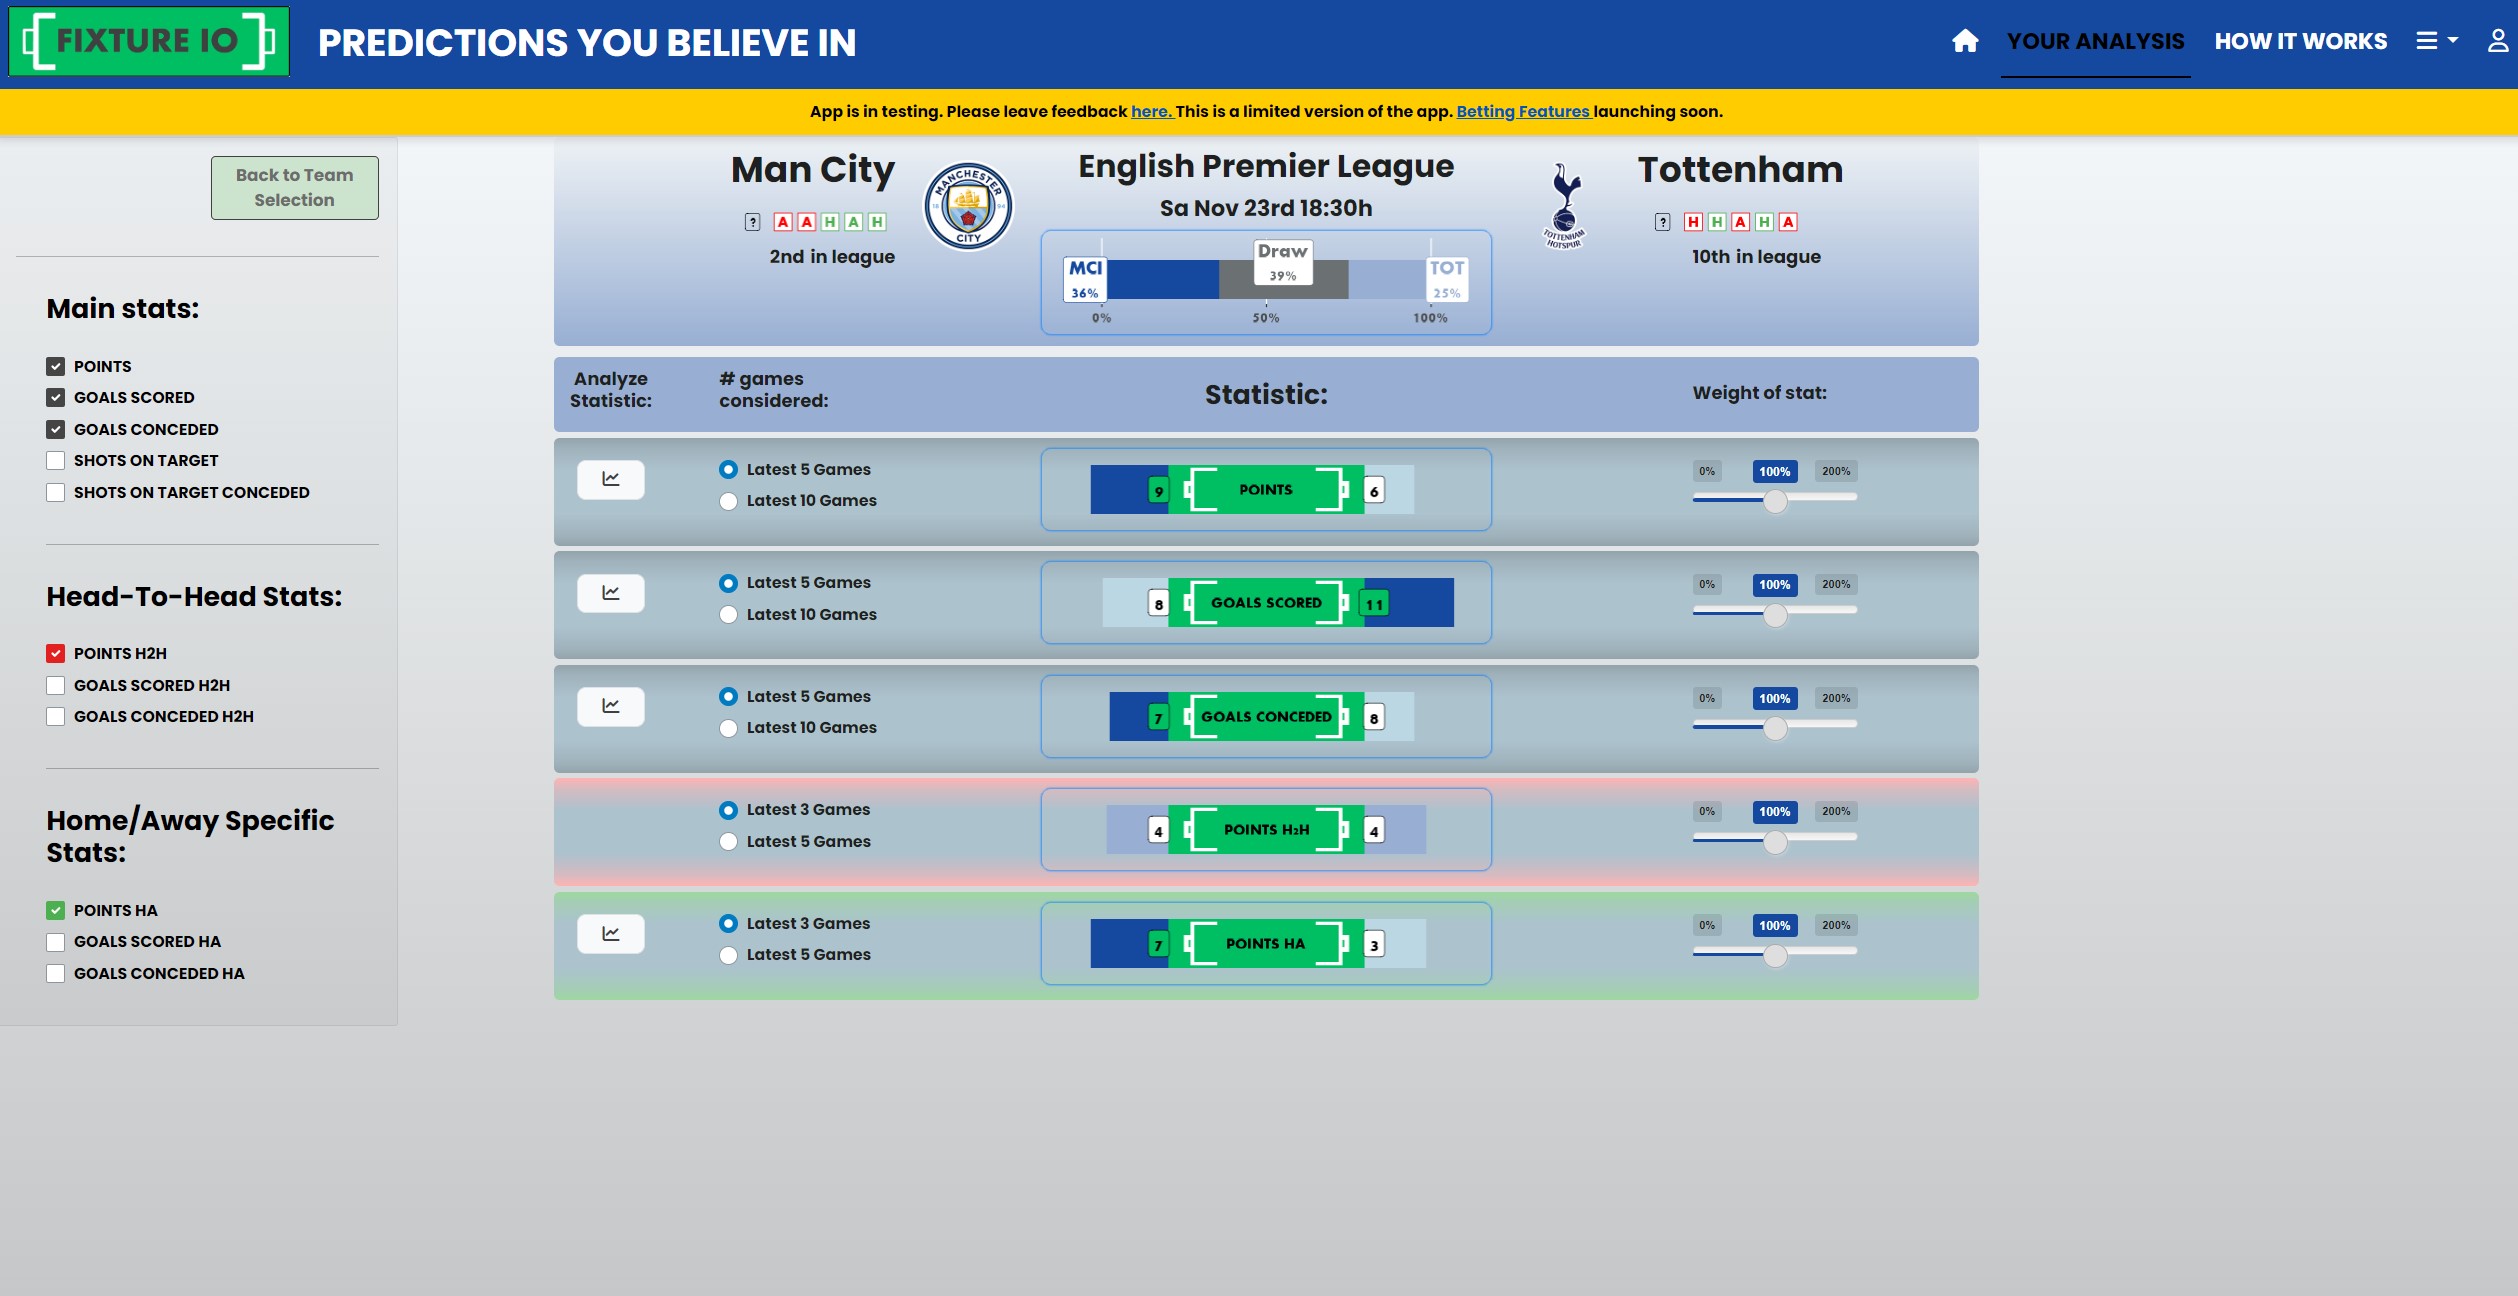 FIXTURE IO
PREDICTIONS YOU BELIEVE IN
YOUR ANALYSIS
HOW IT WORKS
App is in testing. Please leave feedback here. This is a limited version of the app. Betting Features launching soon.
Back to Team
Selection
Main stats:
POINTS
GOALS SCORED
GOALS CONCEDED
SHOTS ON TARGET
SHOTS ON TARGET CONCEDED
Head-To-Head Stats:
POINTS H2H
GOALS SCORED H2H
GOALS CONCEDED H2H
Home/Away Specific
Stats:
POINTS HA
GOALS SCORED HA
GOALS CONCEDED HA
Man City
? A A H A H
2nd in league
MANCHESTER
18 94
CITY
English Premier League
Sa Nov 23rd 18:30h
MCI
36%
Draw
39%
TOT
25%
0% 50% 100%
TOTTENHAM
HOTSPUR
Tottenham
? H H A H A
10th in league
Analyze
Statistic:
# games
considered:
Statistic:
Weight of stat:
Latest 5 Games
Latest 10 Games
9 POINTS 6
0% 100% 200%
Latest 5 Games
Latest 10 Games
8 GOALS SCORED 11
0% 100% 200%
Latest 5 Games
Latest 10 Games
7 GOALS CONCEDED 8
0% 100% 200%
Latest 3 Games
Latest 5 Games
4 POINTS H2H 4
0% 100% 200%
Latest 3 Games
Latest 5 Games
7 POINTS HA 3
0% 100% 200%